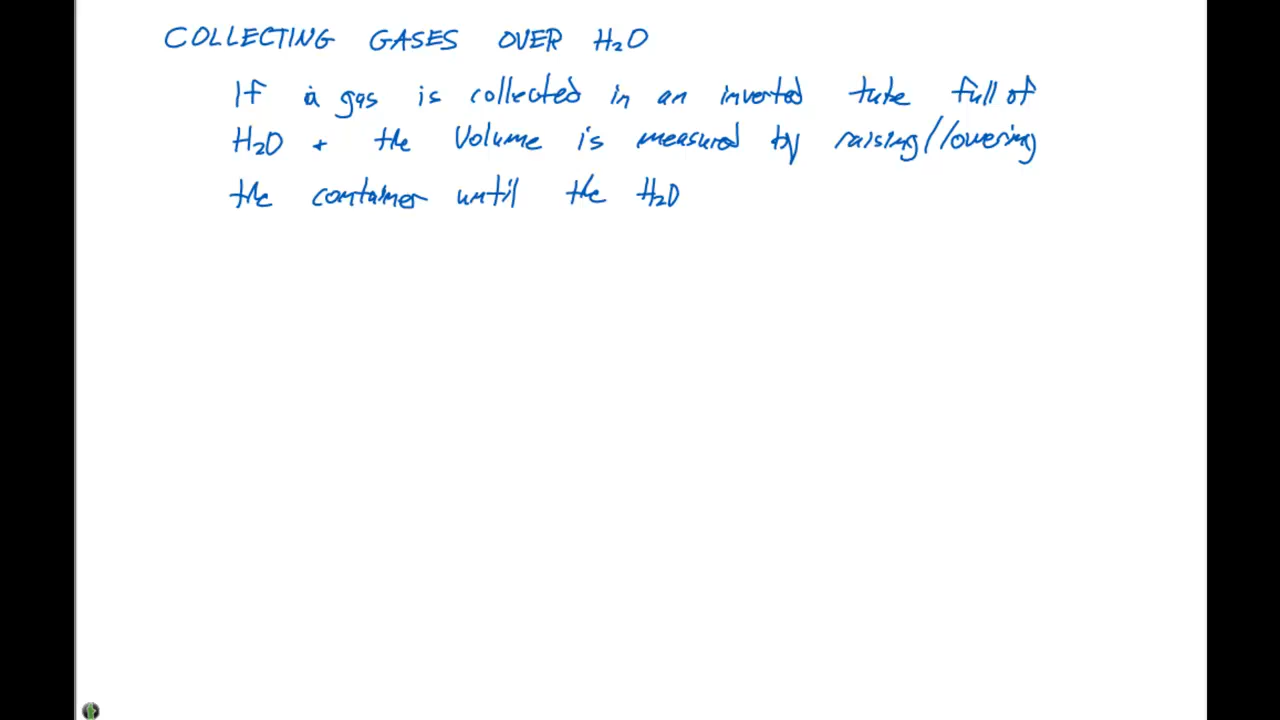 COLLECTING GASES OVER H₂O
If a gas is collected in an inverted tube full of
H₂O + the Volume is measured by raising//lowering
the container until the H₂O